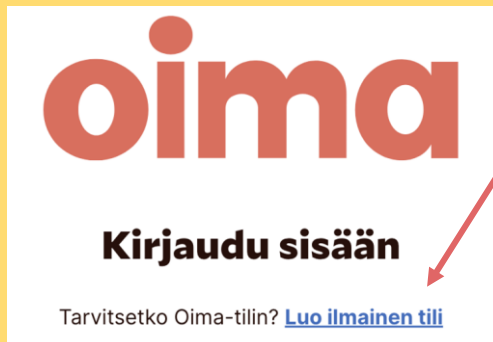 oima
Kirjaudu sisään
Tarvitsetko Oima-tilin? Luo ilmainen tili